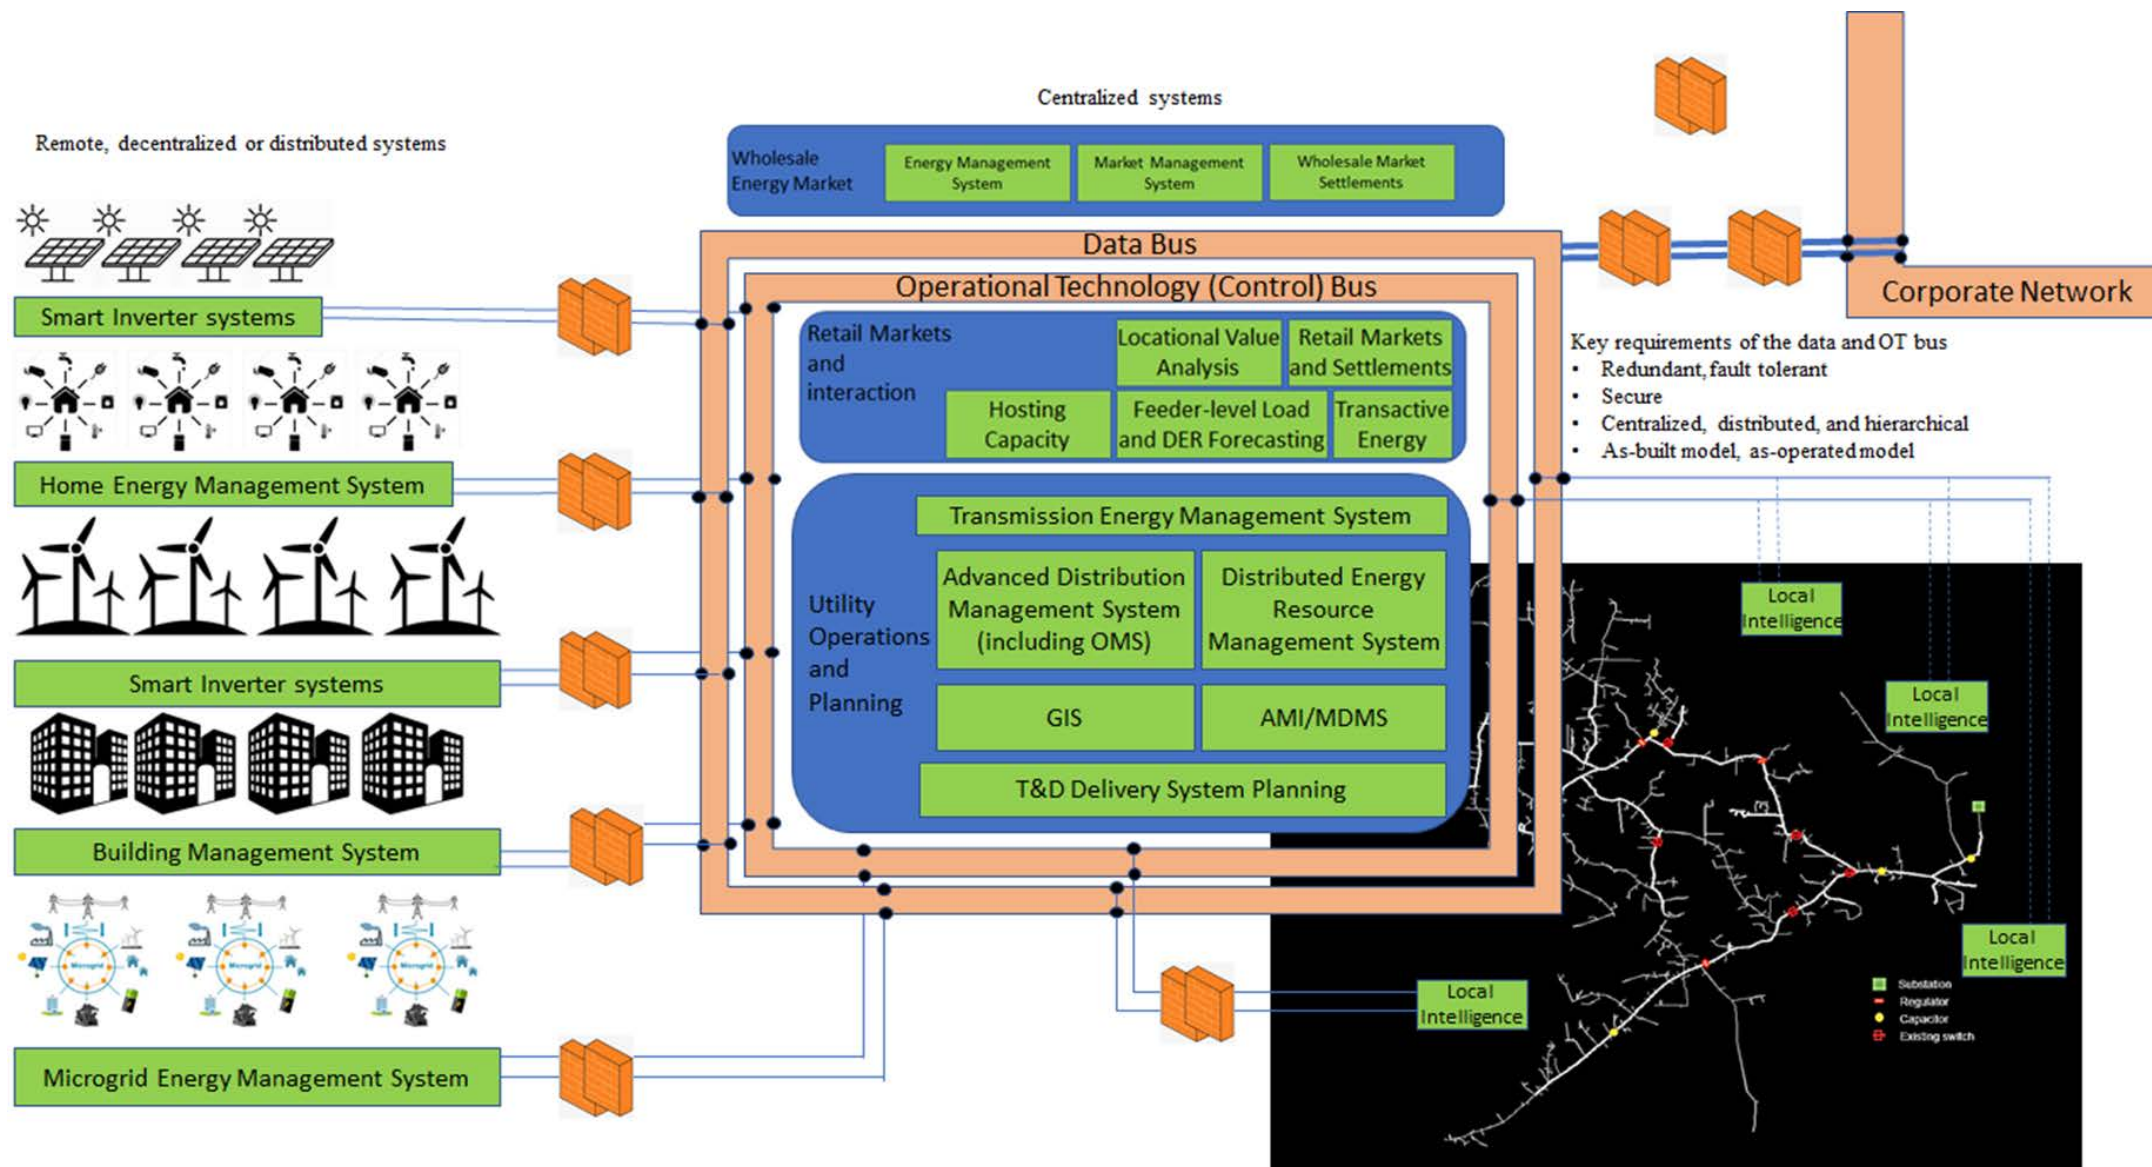 Centralized systems
Remote, decentralized or distributed systems
Wholesale
Energy Market
Energy Management
System
Market Management
System
Wholesale Market
Settlements
Data Bus
Operational Technology (Control) Bus
Corporate Network
Smart Inverter systems
Home Energy Management System
Smart Inverter systems
Building Management System
Microgrid
Microgrid
Microgrid
Microgrid Energy Management System
Retail Markets
and
interaction
Locational Value
Analysis
Retail Markets
and Settlements
Hosting
Capacity
Feeder-level Load
and DER Forecasting
Transactive
Energy
Utility
Operations
and
Planning
Transmission Energy Management System
Advanced Distribution
Management System
(including OMS)
Distributed Energy
Resource
Management System
GIS
AMI/MDMS
T&D Delivery System Planning
Key requirements of the data and OT bus
• Redundant, fault tolerant
• Secure
• Centralized, distributed, and hierarchical
• As-built model, as-operated model
Local
Intelligence
Local
Intelligence
Local
Intelligence
Local
Intelligence
Substation
Regulator
Capacitor
Existing switch